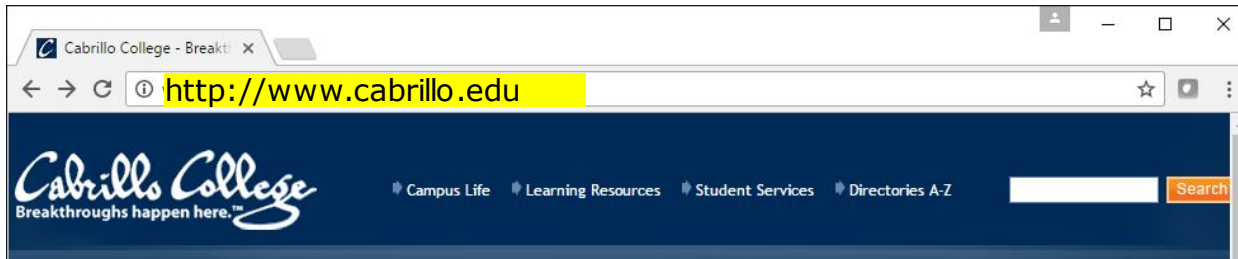 Cabrillo College - Breakt
http://www.cabrillo.edu
Cabrillo College
Breakthroughs happen here.™
Campus Life Learning Resources Student Services Directories A-Z
Search